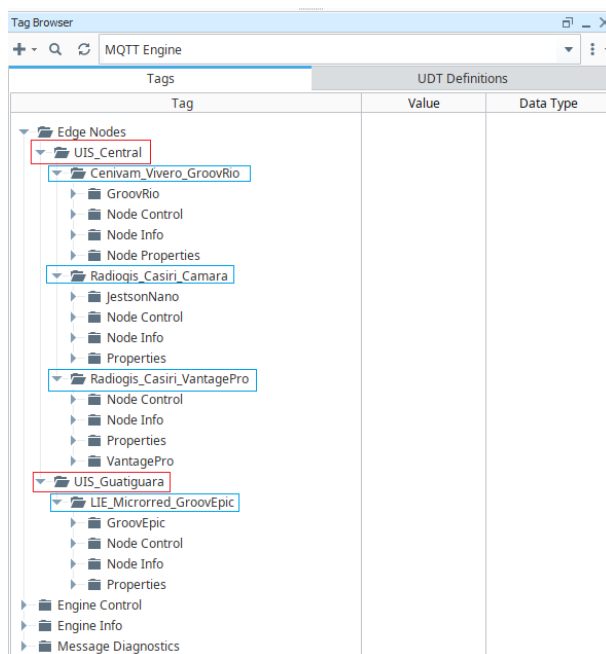 Tag Browser
MQTT Engine
Tags UDT Definitions
Tag Value Data Type
Edge Nodes
UIS_Central
Cenivam_Vivero_GroovRio
GroovRio
Node Control
Node Info
Node Properties
Radiogis_Casiri_Camara
JestsonNano
Node Control
Node Info
Properties
Radiogis_Casiri_VantagePro
Node Control
Node Info
Properties
VantagePro
UIS_Guatiguara
LIE_Microrred_GroovEpic
GroovEpic
Node Control
Node Info
Properties
Engine Control
Engine Info
Message Diagnostics